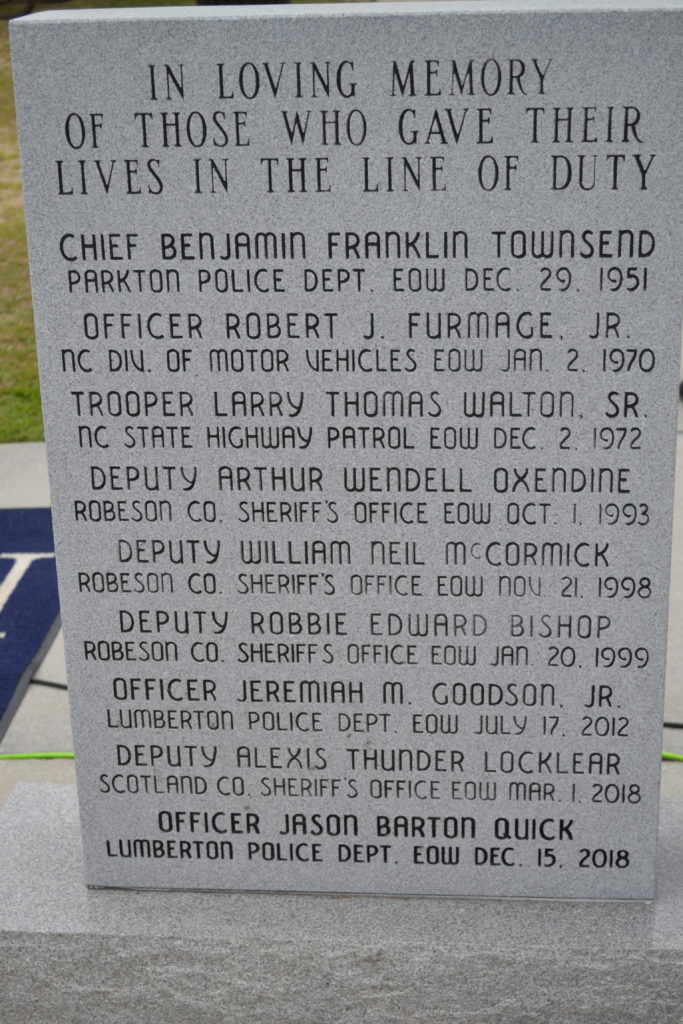 IN LOVING MEMORY
OF THOSE WHO GAVE THEIR
LIVES IN THE LINE OF DUTY
CHIEF BENJAMIN FRANKLIN TOWNSEND
PARKTON POLICE DEPT. EOW DEC. 29, 1951
OFFICER ROBERT J. FURMAGE, JR.
NC DIV. OF MOTOR VEHICLES EOW JAN. 2, 1970
TROOPER LARRY THOMAS WALTON, SR.
NC STATE HIGHWAY PATROL EOW DEC. 2, 1972
DEPUTY ARTHUR WENDELL OXENDINE
ROBESON CO. SHERIFF'S OFFICE EOW OCT. 1, 1993
DEPUTY WILLIAM NEIL McCORMICK
ROBESON CO. SHERIFF'S OFFICE EOW NOV. 21, 1998
DEPUTY ROBBIE EDWARD BISHOP
ROBESON CO. SHERIFF'S OFFICE EOW JAN. 20, 1999
OFFICER JEREMIAH M. GOODSON, JR.
LUMBERTON POLICE DEPT. EOW JULY 17, 2012
DEPUTY ALEXIS THUNDER LOCKLEAR
SCOTLAND CO. SHERIFF'S OFFICE EOW MAR. 1, 2018
OFFICER JASON BARTON QUICK
LUMBERTON POLICE DEPT. EOW DEC. 15, 2018